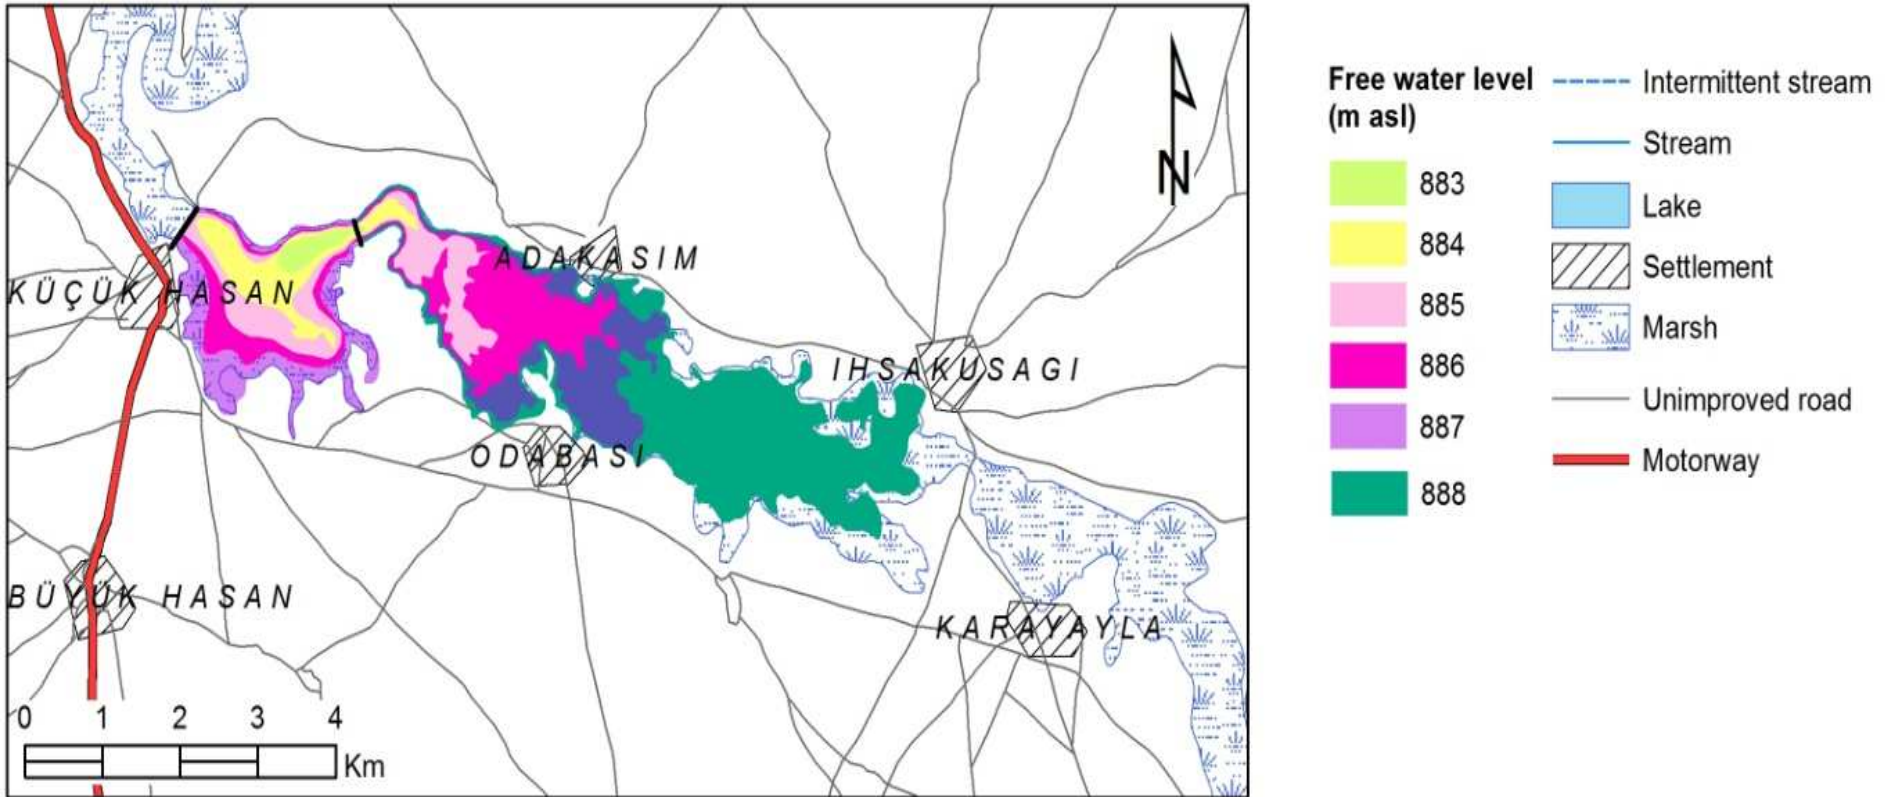 N
ADAKASIM
KÜÇÜK HASAN
IHSAKUSAGI
ODABASI
BÜYÜK HASAN
KARAYAYLA
0 1 2 3 4
Km
Free water level
(m asl)
883
884
885
886
887
888
Intermittent stream
Stream
Lake
Settlement
Marsh
Unimproved road
Motorway